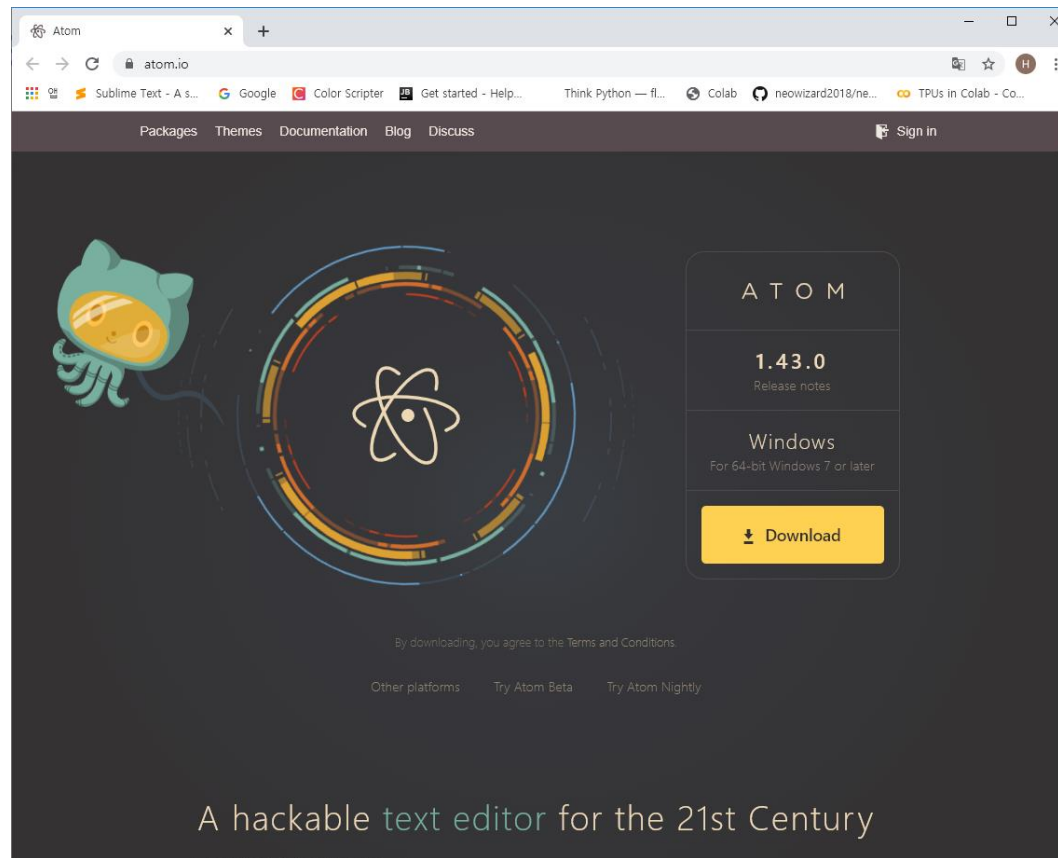 Atom
atom.io
H
앱 Sublime Text - A s... Google Color Scripter Get started - Help... Think Python — fl... Colab neowizard2018/ne... TPUs in Colab - Co...
Packages Themes Documentation Blog Discuss Sign in
ATOM
1.43.0
Release notes
Windows
For 64-bit Windows 7 or later
Download
By downloading, you agree to the Terms and Conditions.
Other platforms Try Atom Beta Try Atom Nightly
A hackable text editor for the 21st Century